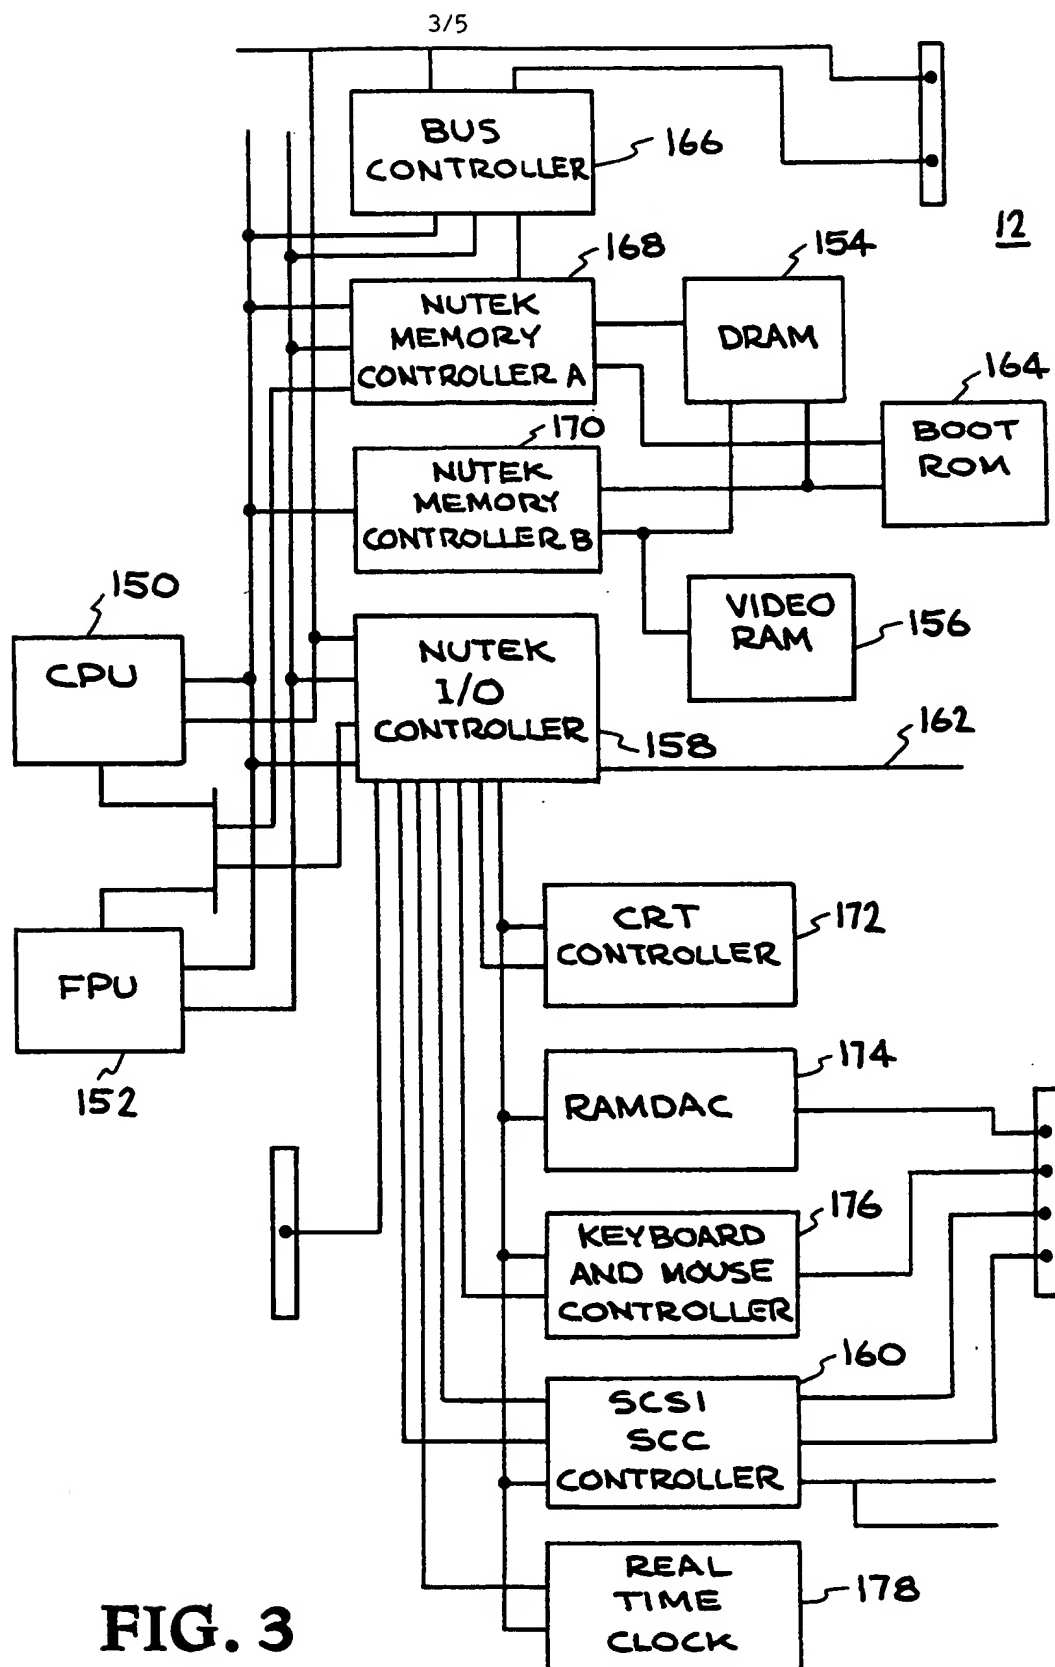 3/5
BUS
CONTROLLER
166
12
168
154
NUTEK
MEMORY
CONTROLLER A
DRAM
164
BOOT
ROM
170
NUTEK
MEMORY
CONTROLLER B
150
CPU
VIDEO
RAM
156
NUTEK
I/O
CONTROLLER
158
162
CRT
CONTROLLER
172
FPU
152
174
RAMDAC
176
KEYBOARD
AND MOUSE
CONTROLLER
160
SCSI
SCC
CONTROLLER
REAL
TIME
CLOCK
178
FIG. 3